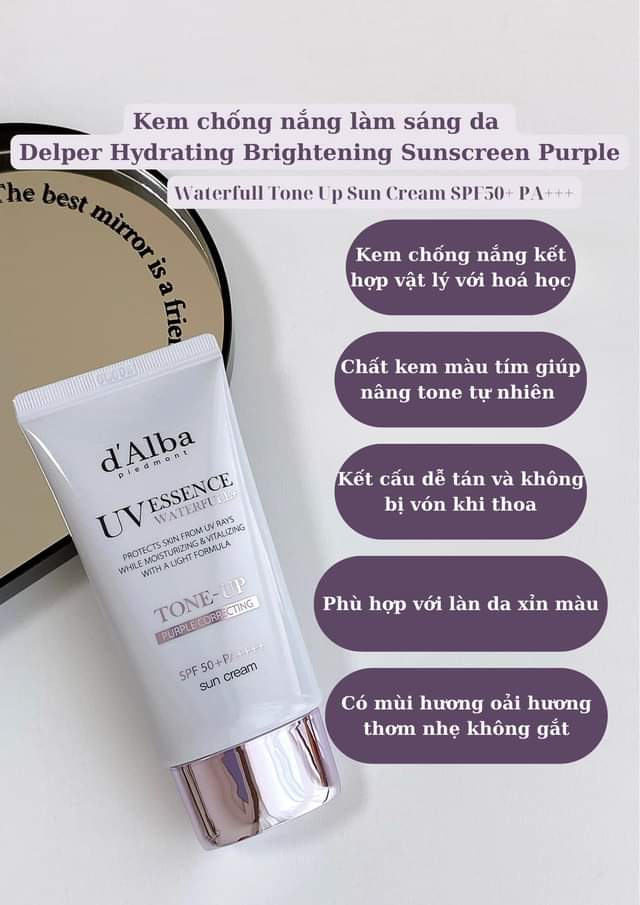 Kem chống nắng làm sáng da
Delper Hydrating Brightening Sunscreen Purple
Waterfull Tone Up Sun Cream SPF50+ PA+++
The best mirror is a frie
Kem chống nắng kết
hợp vật lý với hoá học
Chất kem màu tím giúp
nâng tone tự nhiên
Kết cấu dễ tán và không
bị vón khi thoa
Phù hợp với làn da xỉn màu
Có mùi hương oải hương
thơm nhẹ không gắt
d'Alba
piedmont
UV ESSENCE
WATERFULL+
PROTECTS SKIN FROM UV RAYS
WHILE MOISTURIZING & VITALIZING
WITH A LIGHT FORMULA
TONE-UP
PURPLE CORRECTING
SPF 50+ PA++++
sun cream